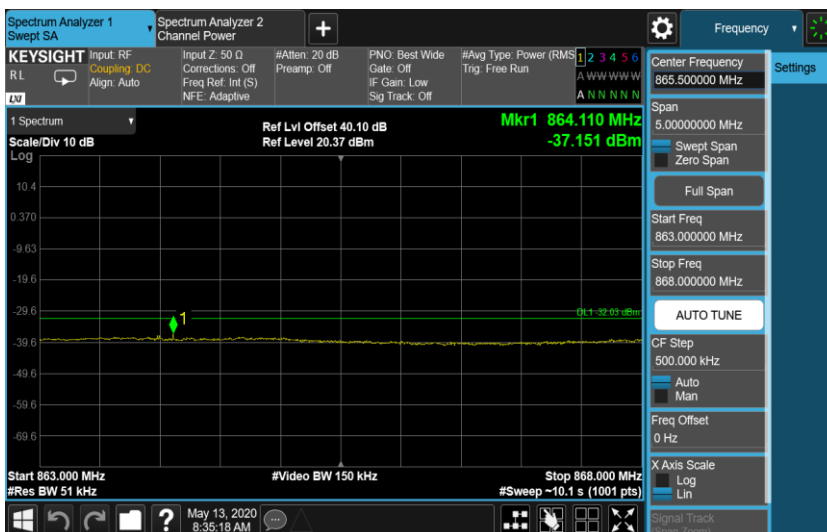 Spectrum Analyzer 1
Swept SA
Spectrum Analyzer 2
Channel Power
Frequency
KEYSIGHT
RL
LXI
Input: RF
Coupling: DC
Align: Auto
Input Z: 50 Ω
Corrections: Off
Freq Ref: Int (S)
NFE: Adaptive
#Atten: 20 dB
Preamp: Off
PNO: Best Wide
Gate: Off
IF Gain: Low
Sig Track: Off
#Avg Type: Power (RMS
Trig: Free Run
1 2 3 4 5 6
A W W W W W
A N N N N N
1 Spectrum
Scale/Div 10 dB
Log
Ref Lvl Offset 40.10 dB
Ref Level 20.37 dBm
Mkr1 864.110 MHz
-37.151 dBm
10.4
0.370
-9.63
-19.6
-29.6
-39.6
-49.6
-59.6
-69.6
1
DL1 -32.03 dBm
Start 863.000 MHz
#Res BW 51 kHz
#Video BW 150 kHz
Stop 868.000 MHz
#Sweep ~10.1 s (1001 pts)
May 13, 2020
8:35:18 AM
Center Frequency
865.500000 MHz
Span
5.00000000 MHz
Swept Span
Zero Span
Full Span
Start Freq
863.000000 MHz
Stop Freq
868.000000 MHz
AUTO TUNE
CF Step
500.000 kHz
Auto
Man
Freq Offset
0 Hz
X Axis Scale
Log
Lin
Signal Track
(Span Zoom)
Settings